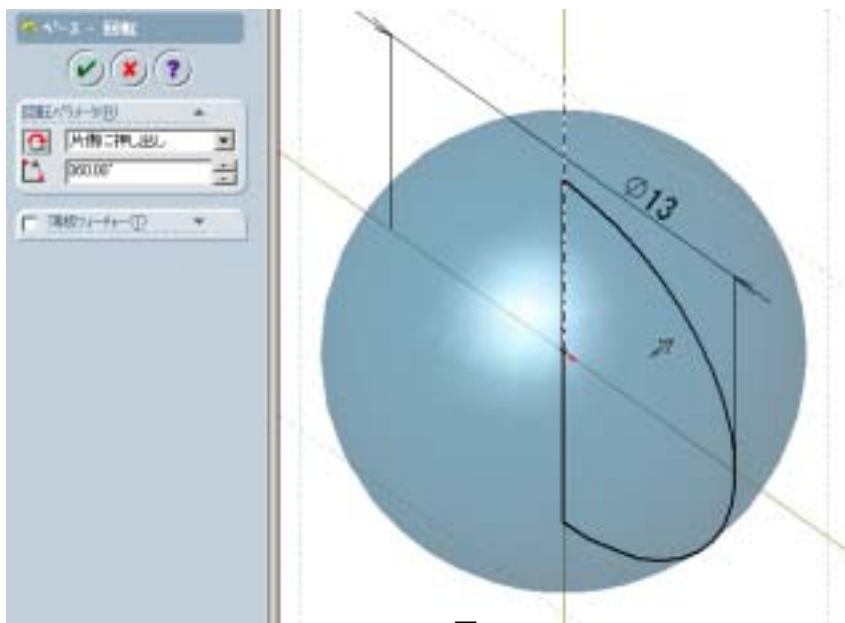 ベース - 回転
?
回転パラメータ(R)
片側に押し出し
360.00°
薄板フィーチャー(T)
∅13